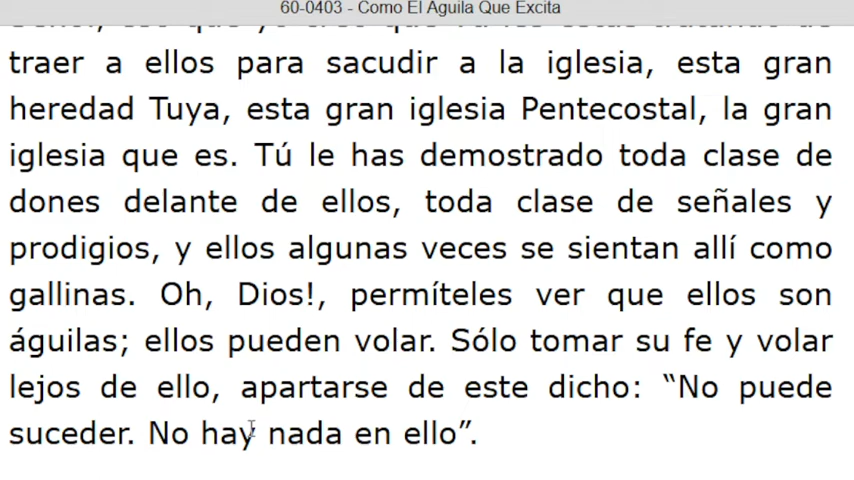 60-0403 - Como El Aguila Que Excita
traer a ellos para sacudir a la iglesia, esta gran
heredad Tuya, esta gran iglesia Pentecostal, la gran
iglesia que es. Tú le has demostrado toda clase de
dones delante de ellos, toda clase de señales y
prodigios, y ellos algunas veces se sientan allí como
gallinas. Oh, Dios!, permíteles ver que ellos son
águilas; ellos pueden volar. Sólo tomar su fe y volar
lejos de ello, apartarse de este dicho: “No puede
suceder. No hay nada en ello”.